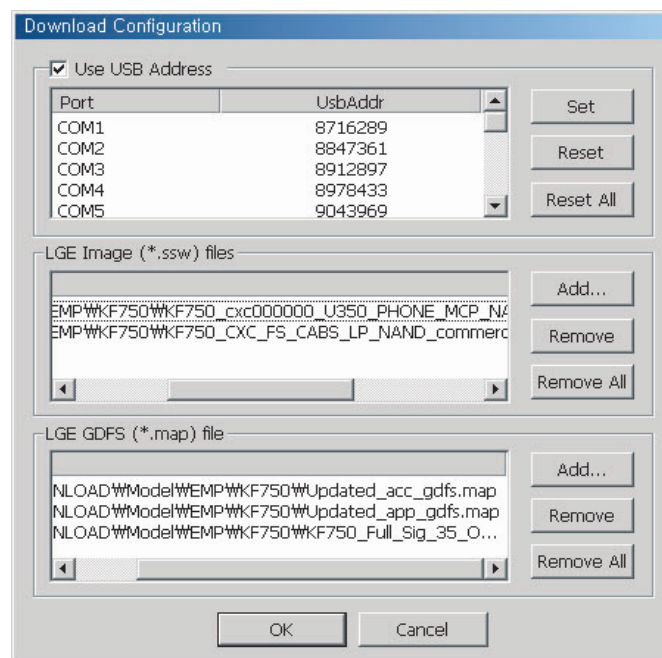 Download Configuration
Use USB Address
Port UsbAddr
COM1 8716289
COM2 8847361
COM3 8912897
COM4 8978433
COM5 9043969
Set
Reset
Reset All
LGE Image (*.ssw) files
EMP₩KF750₩KF750_cxc000000_U350_PHONE_MCP_NA
EMP₩KF750₩KF750_CXC_FS_CABS_LP_NAND_commerc
Add...
Remove
Remove All
LGE GDFS (*.map) file
NLOAD₩Model₩EMP₩KF750₩Updated_acc_gdfs.map
NLOAD₩Model₩EMP₩KF750₩Updated_app_gdfs.map
NLOAD₩Model₩EMP₩KF750₩KF750_Full_Sig_35_O...
Add...
Remove
Remove All
OK Cancel